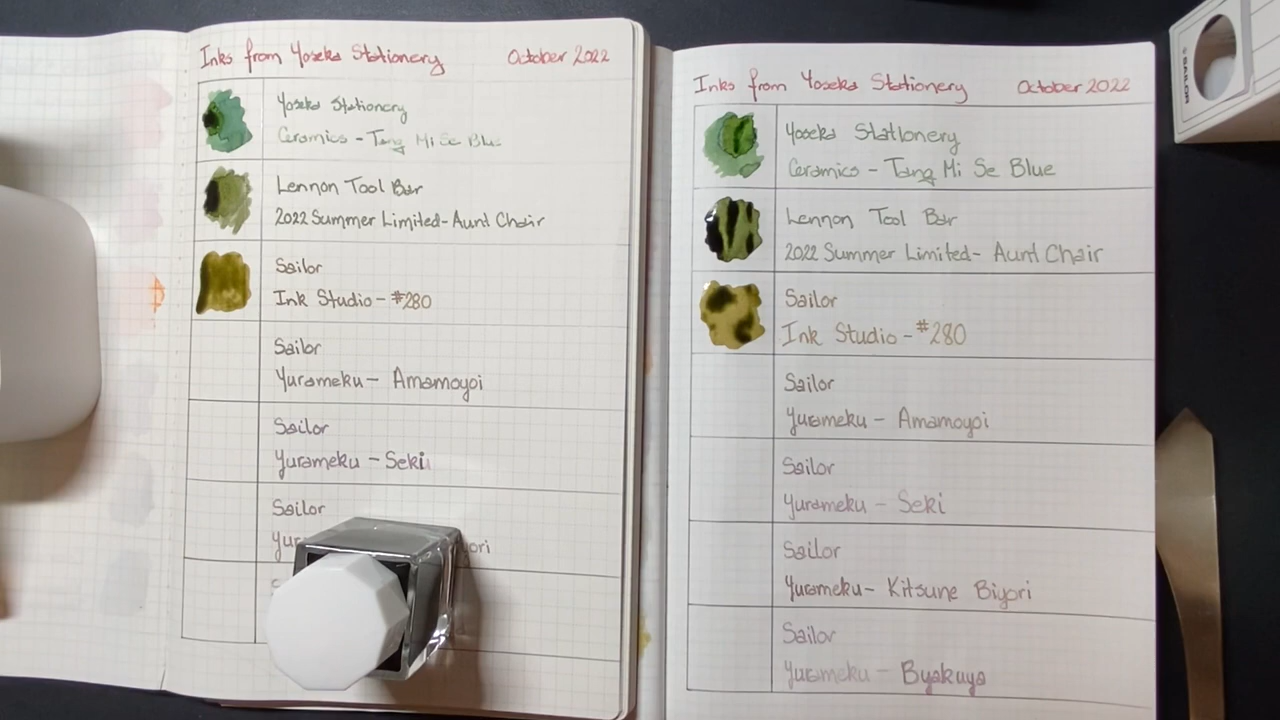 Inks from Yoseka Stationery October 2022
Yoseka Stationery
Ceramics - Tang Mi Se Blue
Lennon Tool Bar
2022 Summer Limited- Aunt Chair
Sailor
Ink Studio - #280
Sailor
Yurameku - Amamoyoi
Sailor
Yurameku - Seki
Sailor
Inks from Yoseka Stationery October 2022
Yoseka Stationery
Ceramics - Tang Mi Se Blue
Lennon Tool Bar
2022 Summer Limited- Aunt Chair
Sailor
Ink Studio - #280
Sailor
Yurameku - Amamoyoi
Sailor
Yurameku - Seki
Sailor
Yurameku - Kitsune Biyori
Sailor
Yurameku - Byakuya
SAILOR